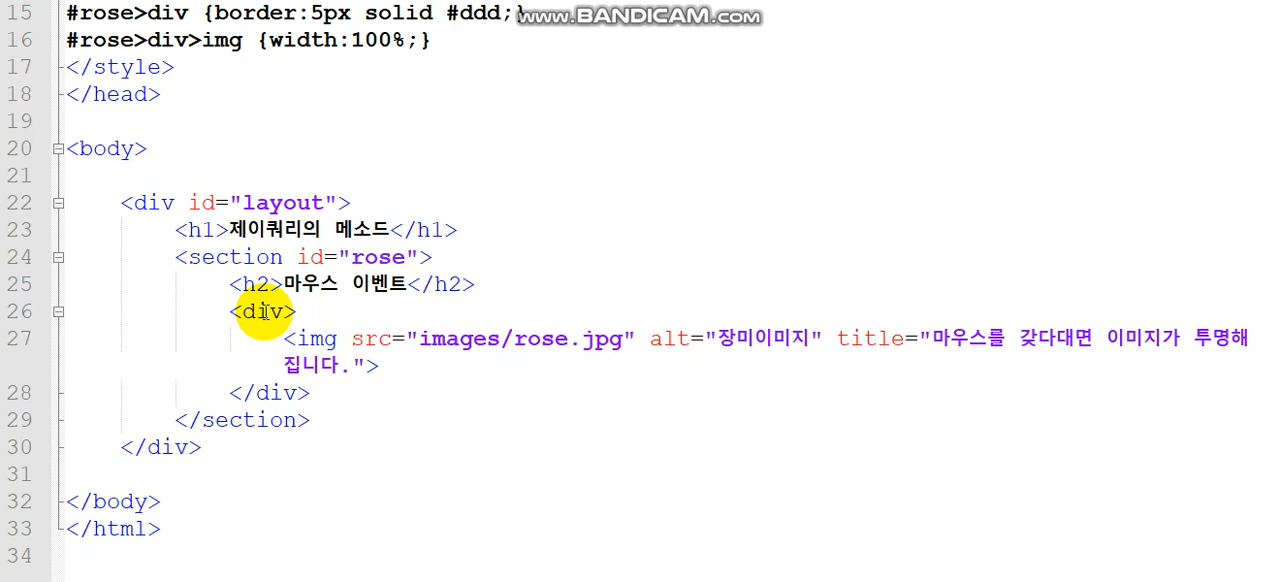 15 #rose>div {border:5px solid #ddd;}
www.BANDICAM.com
16 #rose>div>img {width:100%;}
17 </style>
18 </head>
19
20 <body>
21
22 <div id="layout">
23 <h1>제이쿼리의 메소드</h1>
24 <section id="rose">
25 <h2>마우스 이벤트</h2>
26 <div>
27 <img src="images/rose.jpg" alt="장미이미지" title="마우스를 갖다대면 이미지가 투명해
집니다.">
28 </div>
29 </section>
30 </div>
31
32 </body>
33 </html>
34